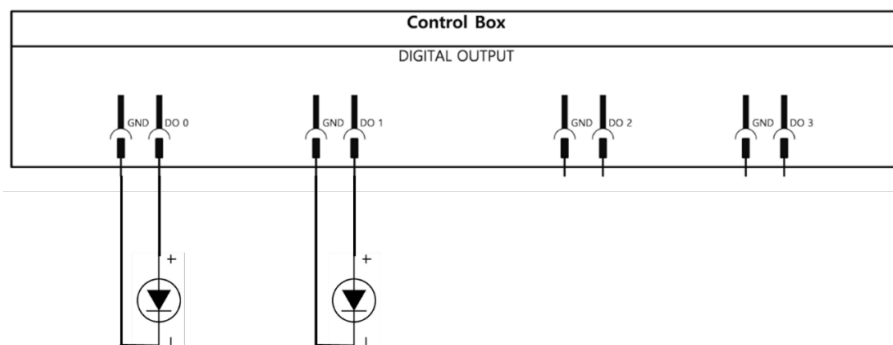 Control Box
DIGITAL OUTPUT
GND DO 0 GND DO 1 GND DO 2 GND DO 3
+ +
- -